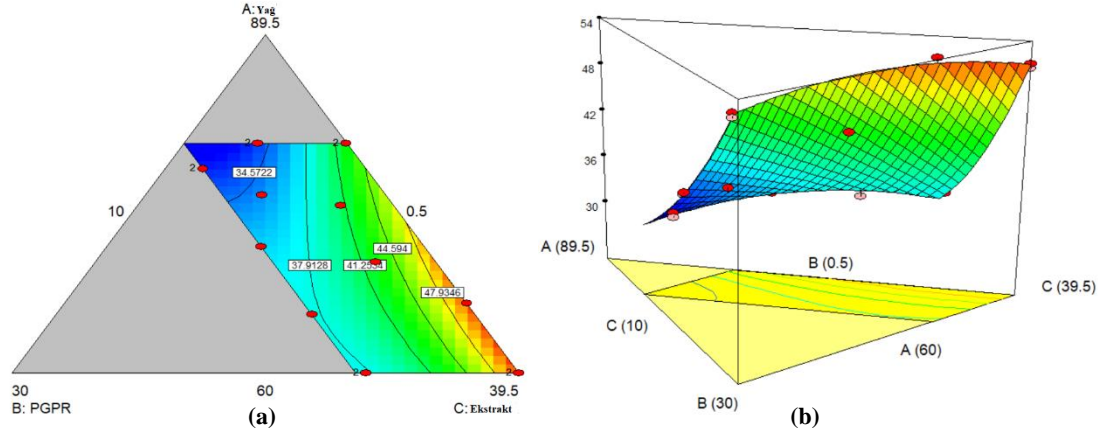 A: Yağ
89.5
2
2
2
34.5722
10
0.5
44.594
37.9128
41.2534
47.9346
2
2
30
60
39.5
B: PGPR
C: Ekstrakt
(a)
54
48
42
36
30
A (89.5)
B (0.5)
C (39.5)
C (10)
A (60)
B (30)
(b)